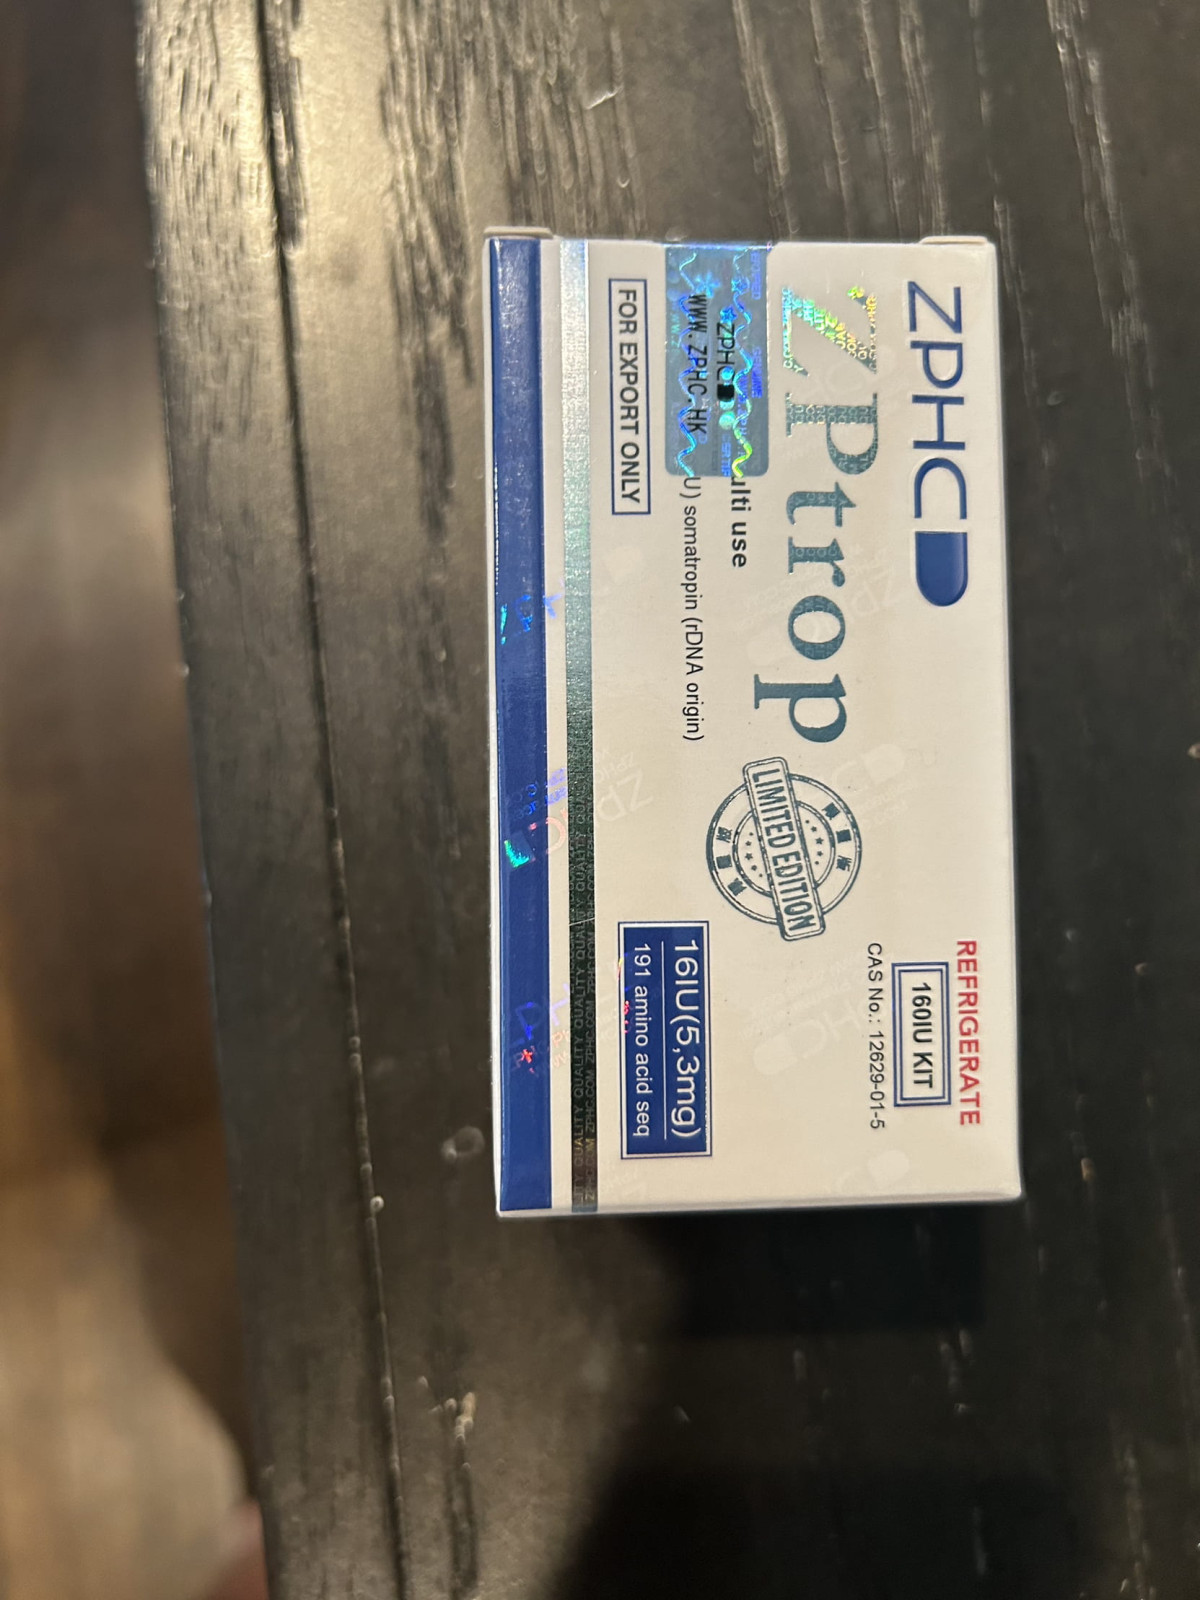 ZPHC
REFRIGERATE
160IU KIT
CAS No.: 12629-01-5
ZPtrop
LIMITED EDITION
ulti use
U) somatropin (rDNA origin)
ZPHC
WWW.ZPHC.HK
16IU(5,3mg)
191 amino acid seq
FOR EXPORT ONLY